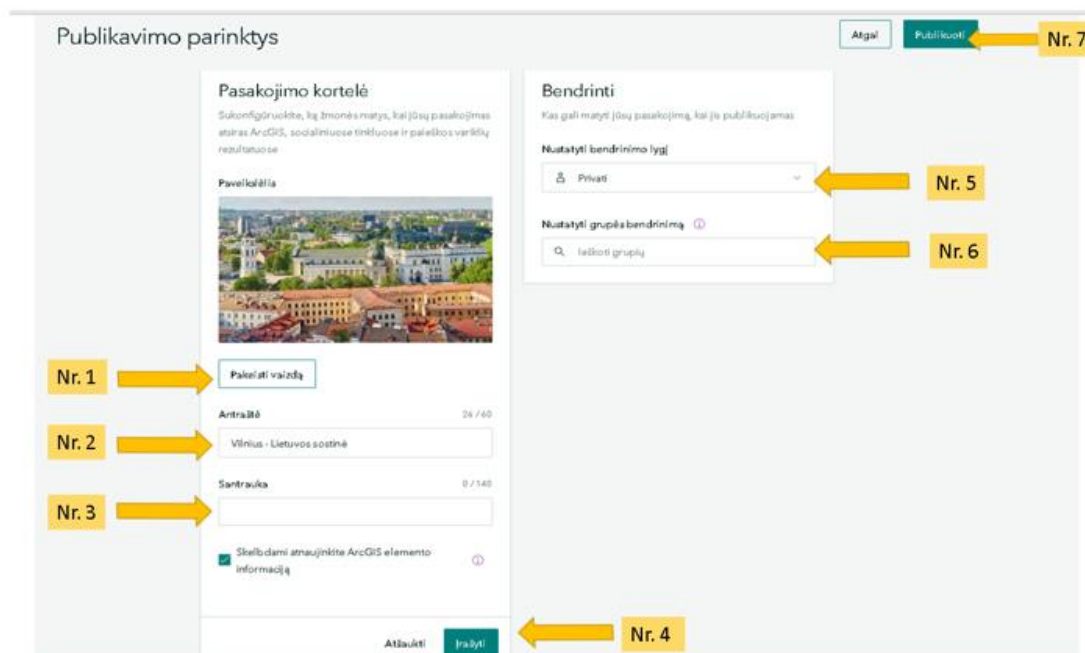 Publikavimo parinktys
Atgal
Publikuoti
Nr. 7
Pasakojimo kortelė
Sukonfigūruokite, ką žmonės matys, kai jūsų pasakojimas
atsiras ArcGIS, socialiniuose tinkluose ir paieškos variklių
rezultatuose
Paveikslėlis
Nr. 1
Pakeisti vaizdą
Antraštė
26 / 60
Nr. 2
Vilnius - Lietuvos sostinė
Santrauka
0 / 140
Nr. 3
Skelbdami atnaujinkite ArcGIS elemento
informaciją
Atšaukti
Įrašyti
Nr. 4
Bendrinti
Kas gali matyti jūsų pasakojimą, kai jis publikuojamas
Nustatyti bendrinimo lygį
Privati
Nr. 5
Nustatyti grupės bendrinimą
Ieškoti grupių
Nr. 6